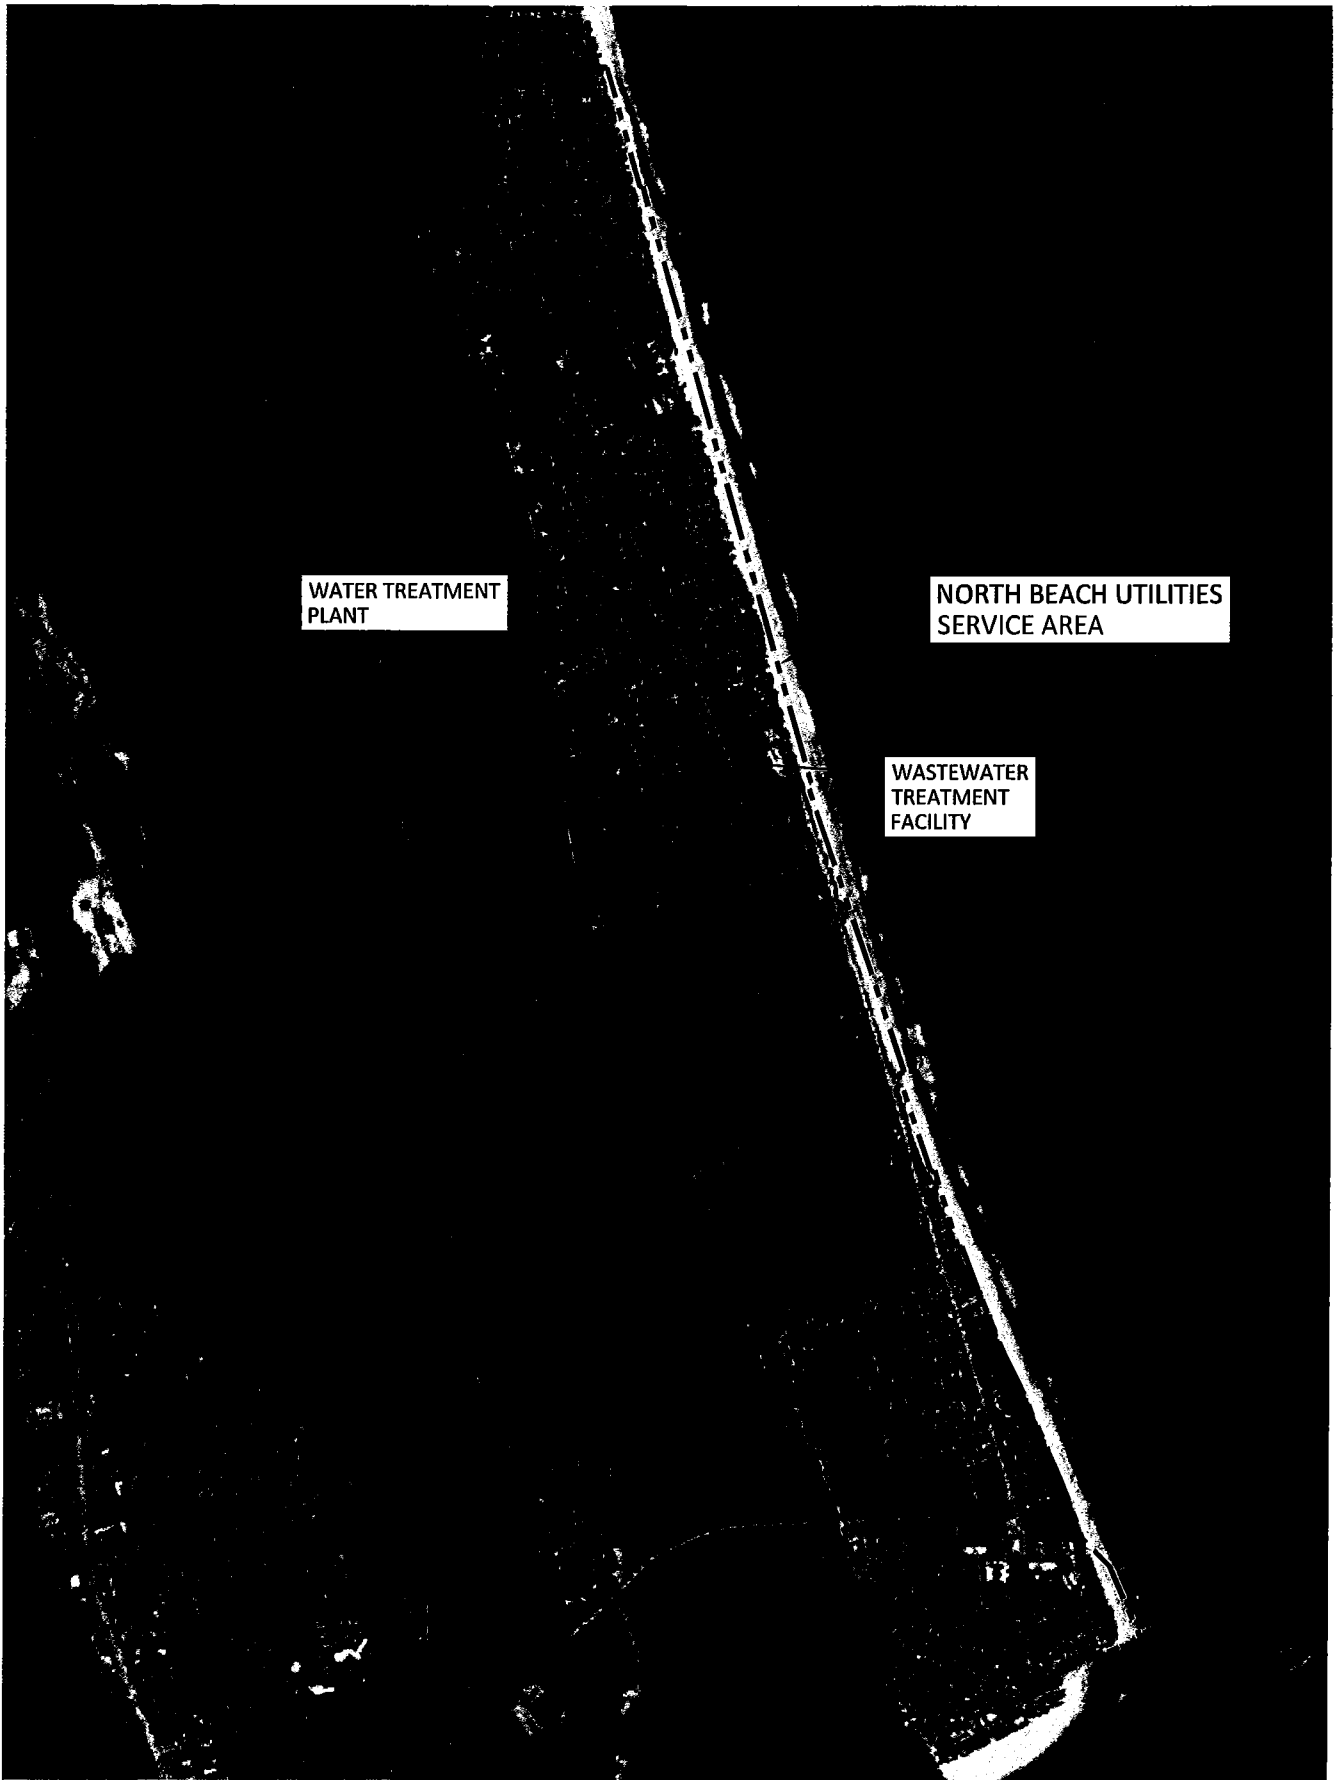 WATER TREATMENT
PLANT
NORTH BEACH UTILITIES
SERVICE AREA
WASTEWATER
TREATMENT
FACILITY